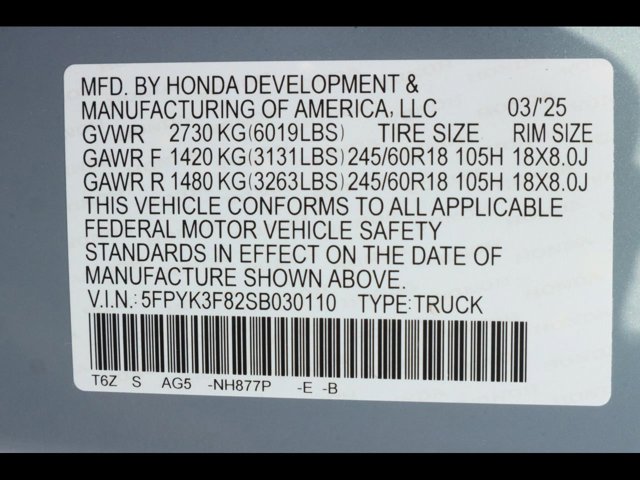 MFD. BY HONDA DEVELOPMENT &
MANUFACTURING OF AMERICA, LLC 03/'25
GVWR 2730 KG(6019LBS) TIRE SIZE RIM SIZE
GAWR F 1420 KG(3131LBS) 245/60R18 105H 18X8.0J
GAWR R 1480 KG(3263LBS) 245/60R18 105H 18X8.0J
THIS VEHICLE CONFORMS TO ALL APPLICABLE
FEDERAL MOTOR VEHICLE SAFETY
STANDARDS IN EFFECT ON THE DATE OF
MANUFACTURE SHOWN ABOVE.
V.I.N.: 5FPYK3F82SB030110 TYPE: TRUCK
T6Z S AG5 -NH877P -E -B